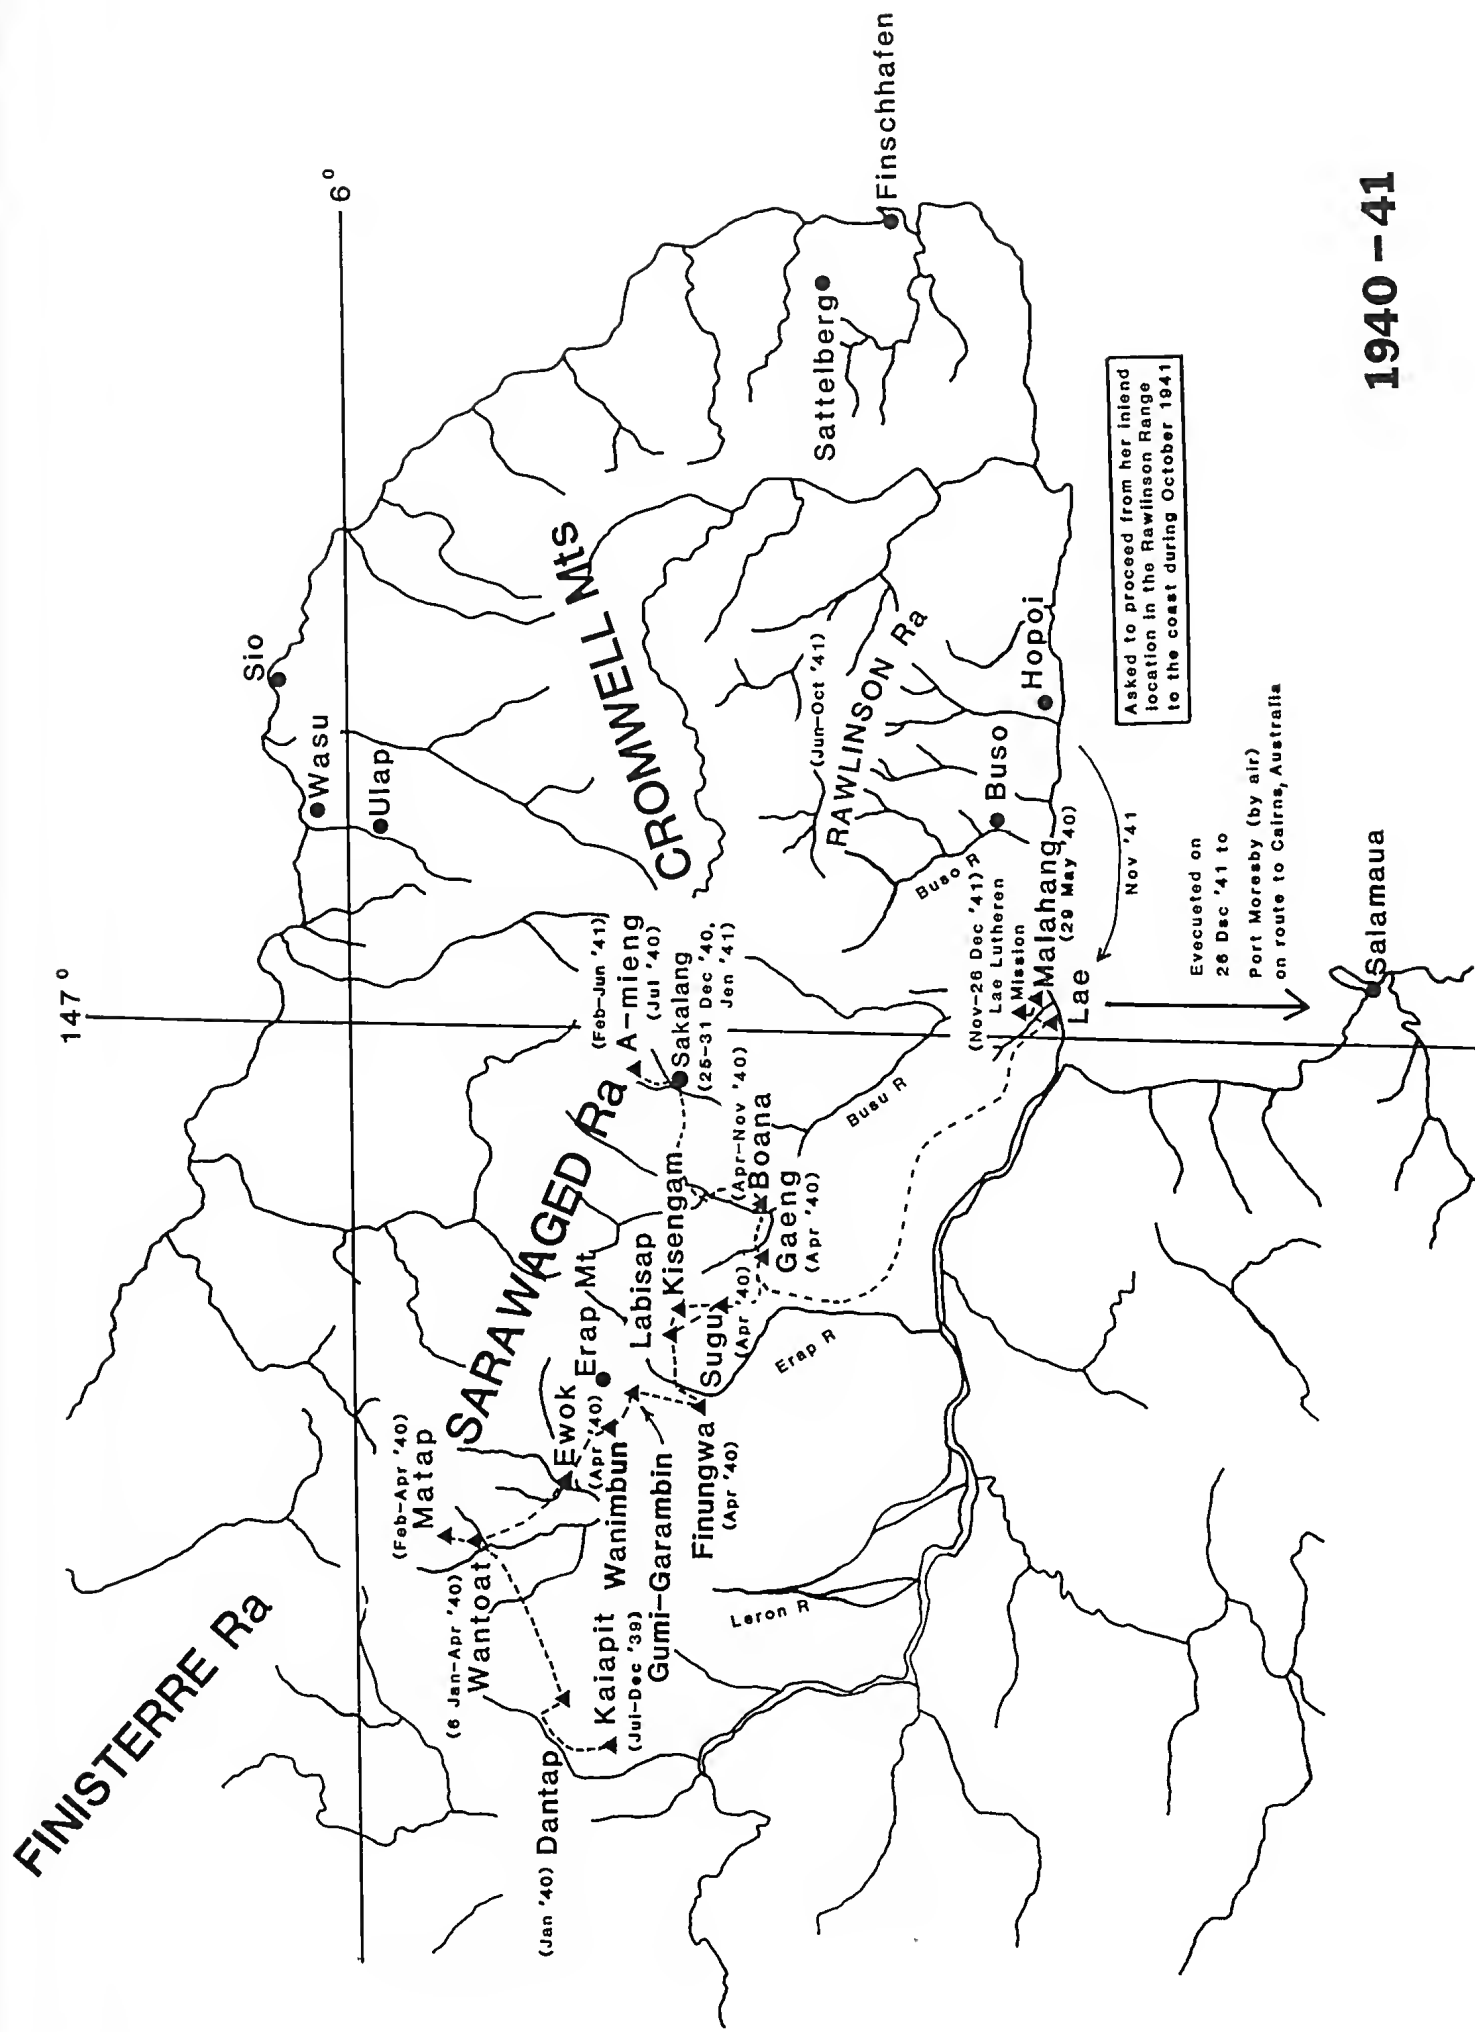 147°
6°
FINISTERRE Ra
SARAWAGED Ra
CROMWELL Mts
RAWLINSON Ra
(Jun–Oct '41)
Sio
Wasu
Ulap
Sattelberg
Finschhafen
Hopoi
Buso
Buso R
(Feb–Apr '40)
Matap
(6 Jan–Apr '40)
Wantoat
(Jan '40) Dantap
Kaiapit
(Jul–Dec '39)
Ewok
(Apr '40)
Wanimbun
Gumi–Garambin
Erap Mt
Finungwa
(Apr '40)
Labisap
Kisengam
Sugu
(Apr '40)
Gaeng
(Apr '40)
(Apr–Nov '40)
Boana
(Feb–Jun '41)
A–mieng
(Jul '40)
Sakalang
(25–31 Dec '40,
Jen '41)
Leron R
Erap R
Busu R
(Nov–26 Dec '41)
Lae Lutheren
Mission
Malahang
(29 May '40)
Lae
Nov '41
Asked to proceed from her inlend
location in the Rawlinson Range
to the coast during October 1941
Evecueted on
26 Dsc '41 to
Port Moresby (by air)
on route to Cairns, Australia
Salamaua
1940–41